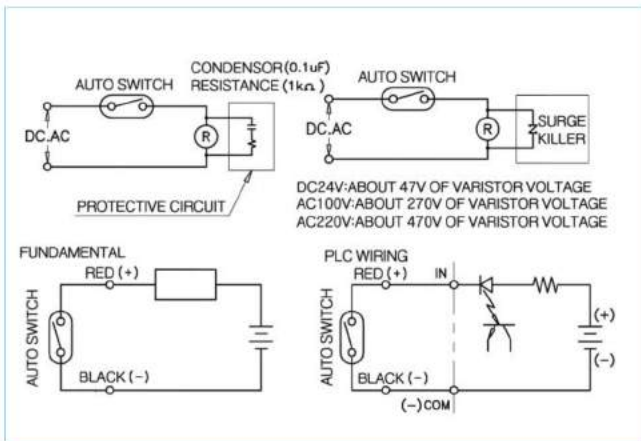 AUTO SWITCH
CONDENSOR(0.1uF)
RESISTANCE(1kΩ)
DC.AC
R
PROTECTIVE CIRCUIT
AUTO SWITCH
DC.AC
R
SURGE
KILLER
DC24V:ABOUT 47V OF VARISTOR VOLTAGE
AC100V:ABOUT 270V OF VARISTOR VOLTAGE
AC220V:ABOUT 470V OF VARISTOR VOLTAGE
FUNDAMENTAL
RED(+)
AUTO SWITCH
BLACK(-)
PLC WIRING
RED(+)
IN
AUTO SWITCH
(+)
(-)
BLACK(-)
(-)COM